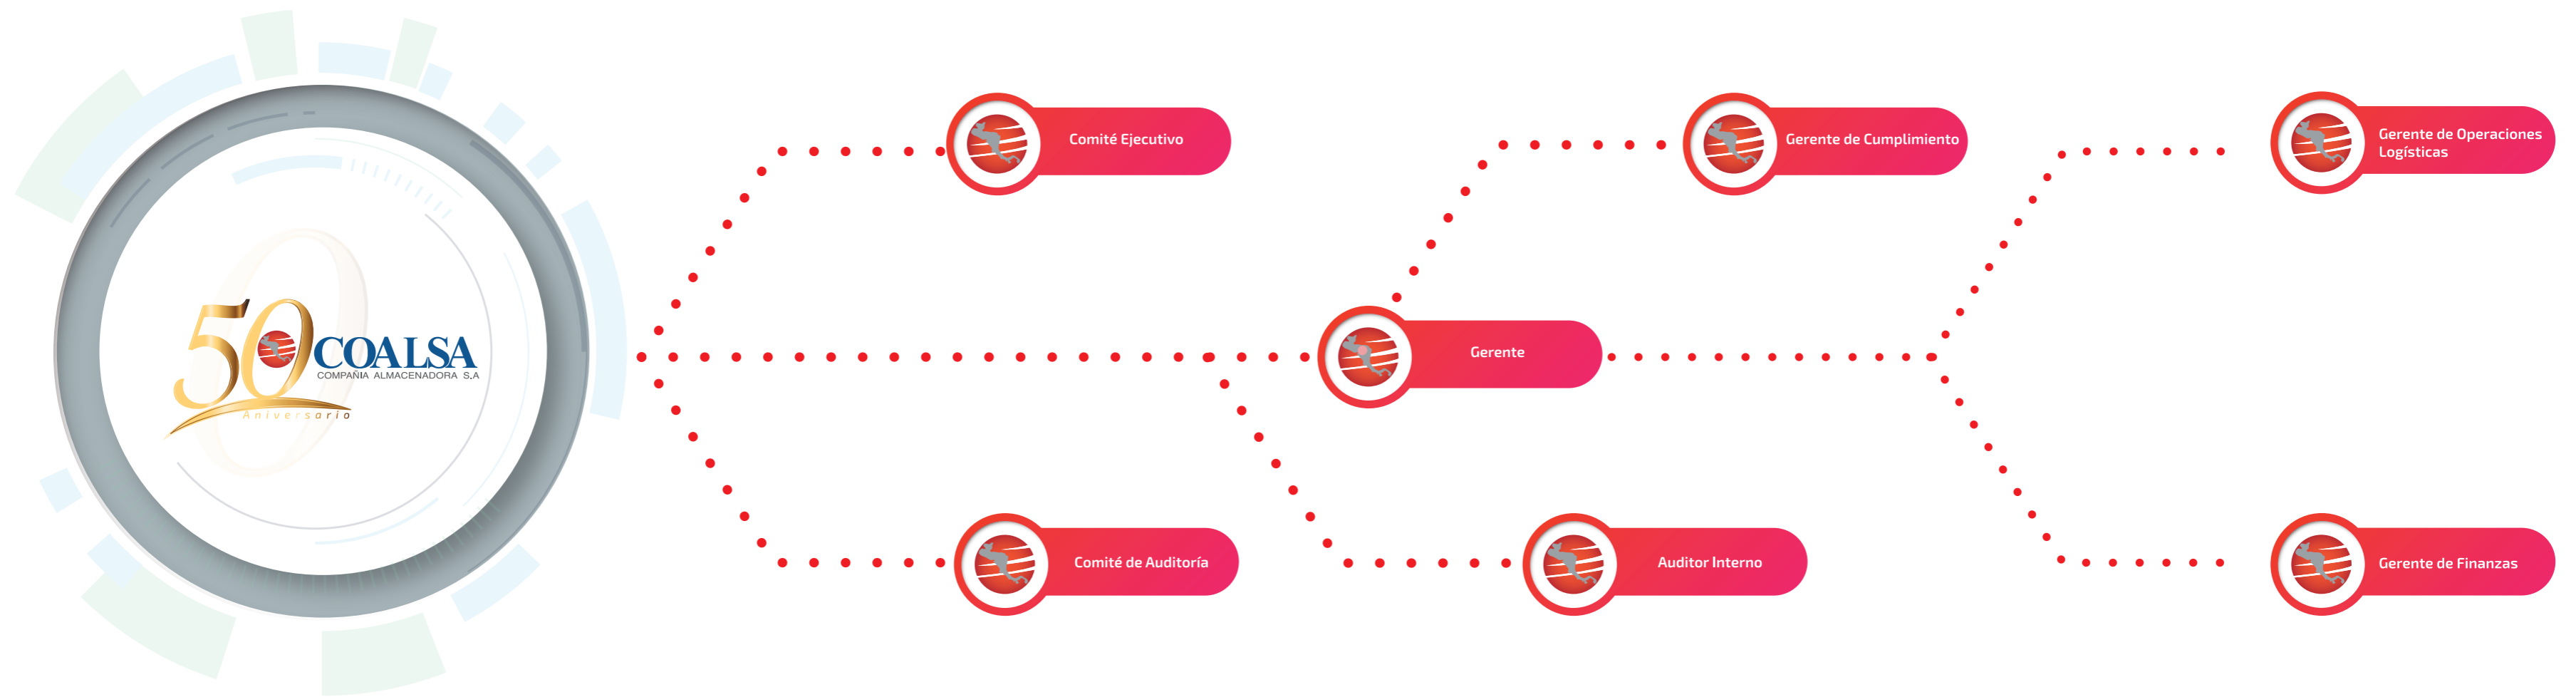 50
COALSA
COMPAÑIA ALMACENADORA S,A
Aniversario
Comité Ejecutivo
Gerente de Cumplimiento
Gerente de Operaciones
Logísticas
Gerente
Comité de Auditoría
Auditor Interno
Gerente de Finanzas